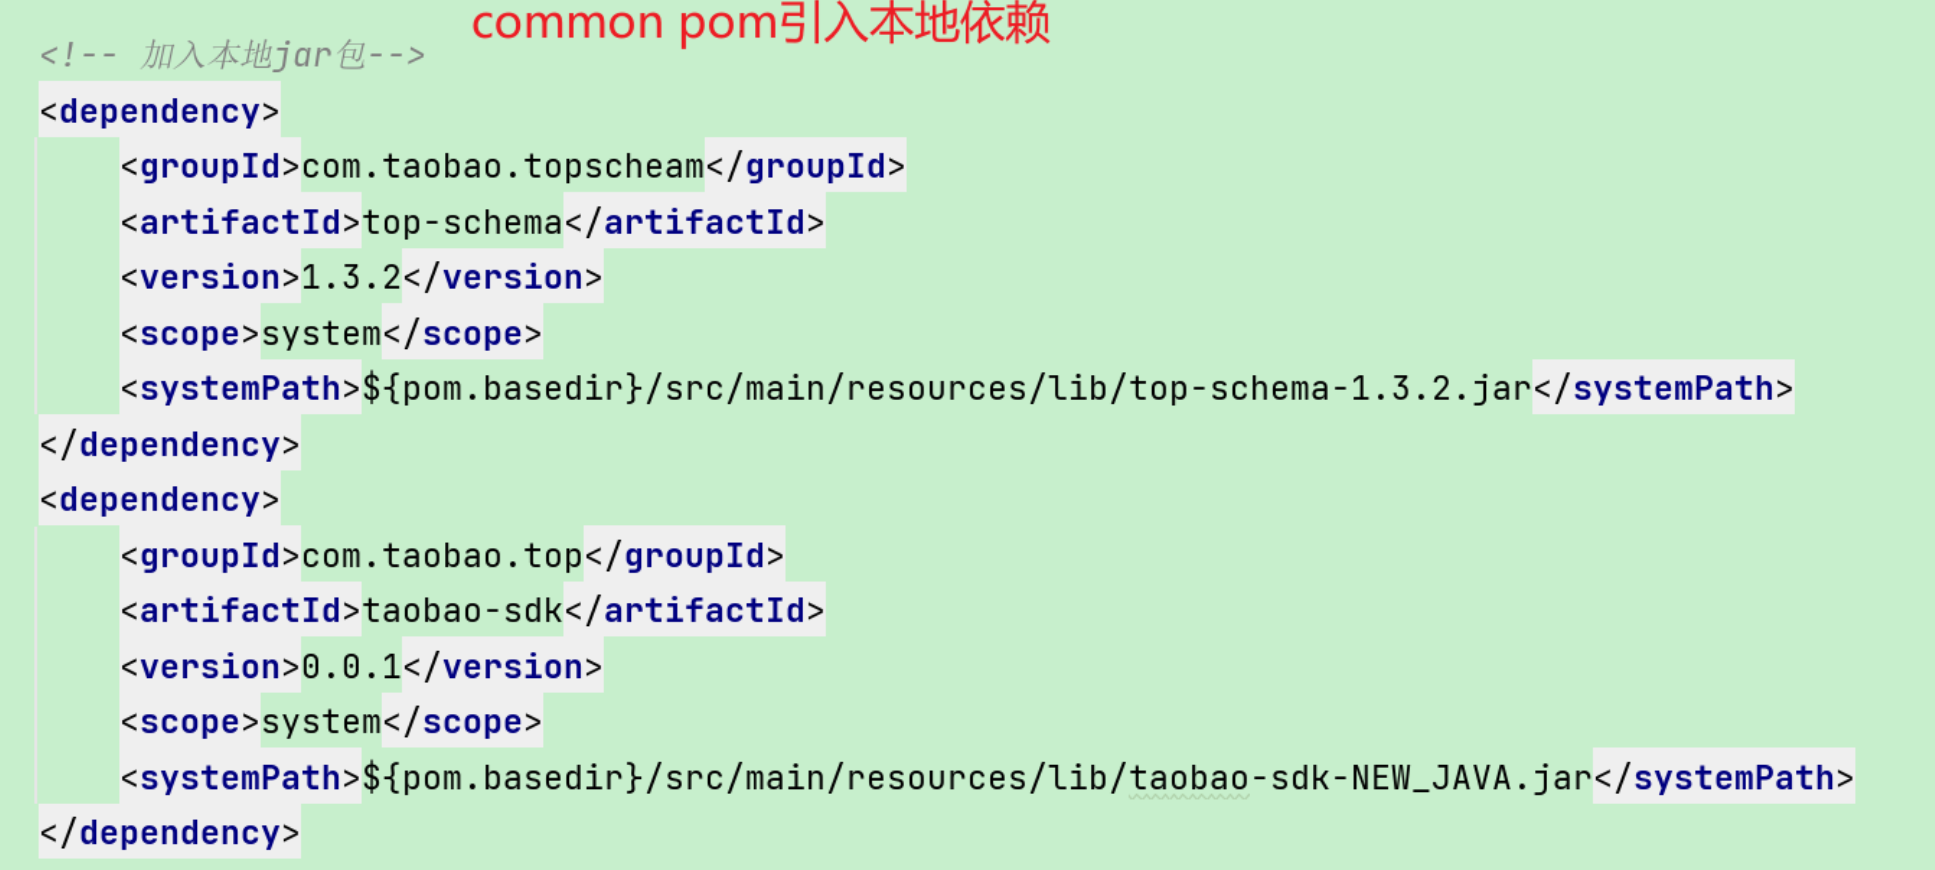 common pom引入本地依赖
<!-- 加入本地jar包-->
<dependency>
<groupId>com.taobao.topscheam</groupId>
<artifactId>top-schema</artifactId>
<version>1.3.2</version>
<scope>system</scope>
<systemPath>${pom.basedir}/src/main/resources/lib/top-schema-1.3.2.jar</systemPath>
</dependency>
<dependency>
<groupId>com.taobao.top</groupId>
<artifactId>taobao-sdk</artifactId>
<version>0.0.1</version>
<scope>system</scope>
<systemPath>${pom.basedir}/src/main/resources/lib/taobao-sdk-NEW_JAVA.jar</systemPath>
</dependency>